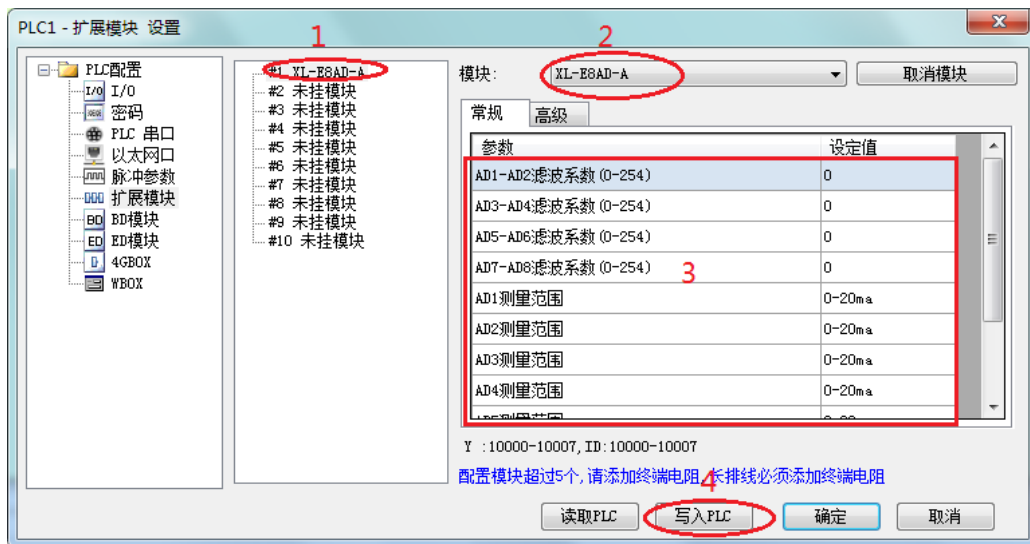 PLC1 - 扩展模块 设置
1
2
PLC配置
I/O
密码
PLC 串口
以太网口
脉冲参数
扩展模块
BD模块
ED模块
4GBOX
WBOX
#1 XL-E8AD-A
#2 未挂模块
#3 未挂模块
#4 未挂模块
#5 未挂模块
#6 未挂模块
#7 未挂模块
#8 未挂模块
#9 未挂模块
#10 未挂模块
模块: XL-E8AD-A 取消模块
常规 高级
参数 设定值
AD1-AD2滤波系数(0-254) 0
AD3-AD4滤波系数(0-254) 0
AD5-AD6滤波系数(0-254) 0
AD7-AD8滤波系数(0-254) 0
3
AD1测量范围 0-20ma
AD2测量范围 0-20ma
AD3测量范围 0-20ma
AD4测量范围 0-20ma
Y :10000-10007, ID:10000-10007
配置模块超过5个,请添加终端电阻,长排线必须添加终端电阻
4
读取PLC 写入PLC 确定 取消